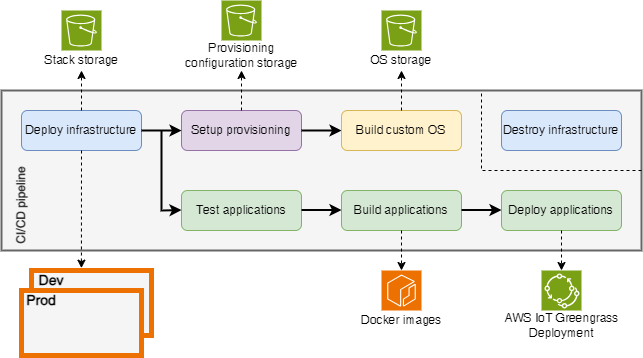 Stack storage
Provisioning
configuration storage
OS storage
Deploy infrastructure
Setup provisioning
Build custom OS
Destroy infrastructure
CI/CD pipeline
Test applications
Build applications
Deploy applications
Dev
Prod
Docker images
AWS IoT Greengrass
Deployment